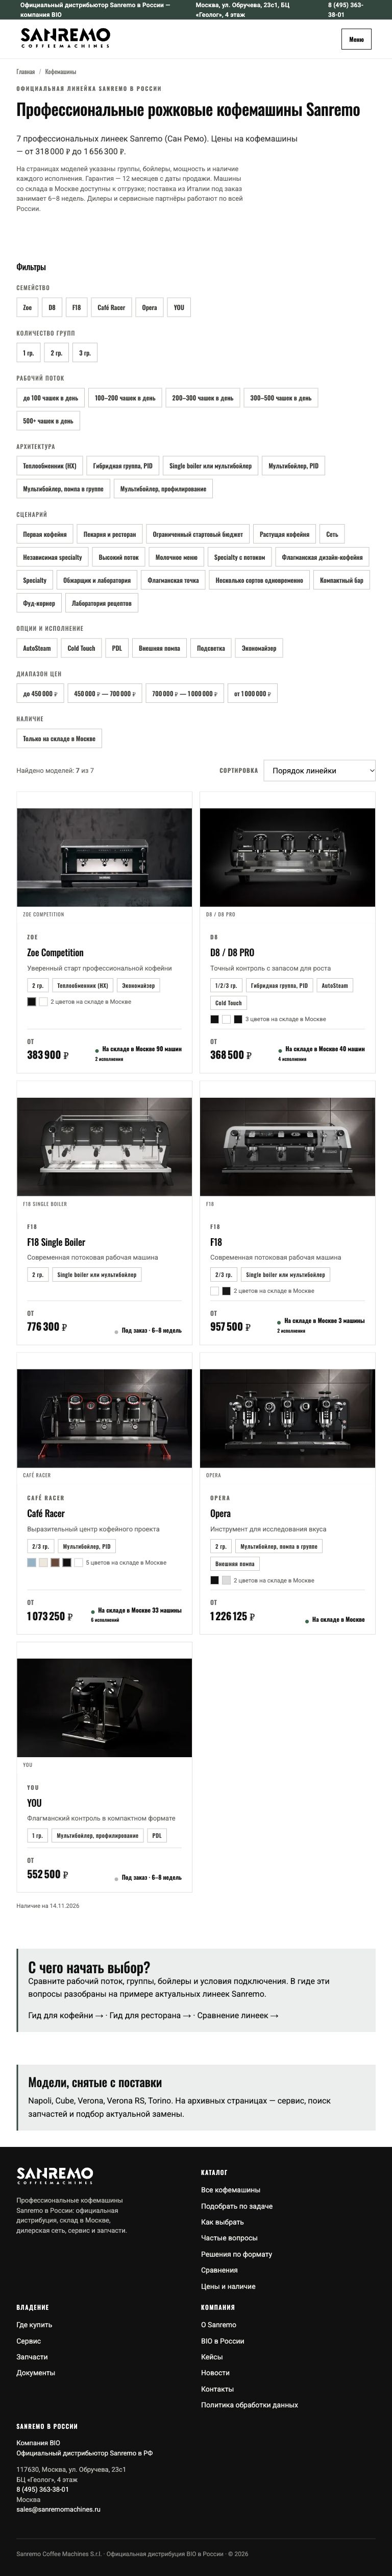 Официальный дистрибьютор Sanremo в России — компания BIO
Москва, ул. Обручева, 23с1, БЦ «Геолог», 4 этаж
8 (495) 363-38-01
SANREMO
COFFEE MACHINES
Меню
Главная / Кофемашины
ОФИЦИАЛЬНАЯ ЛИНЕЙКА SANREMO В РОССИИ
Профессиональные рожковые кофемашины Sanremo
7 профессиональных линеек Sanremo (Сан Ремо). Цены на кофемашины
— от 318 000 ₽ до 1 656 300 ₽.
На страницах моделей указаны группы, бойлеры, мощность и наличие
каждого исполнения. Гарантия — 12 месяцев с даты продажи. Машины
со склада в Москве доступны к отгрузке; поставка из Италии под заказ
занимает 6–8 недель. Дилеры и сервисные партнёры работают по всей
России.
Фильтры
СЕМЕЙСТВО
Zoe D8 F18 Café Racer Opera YOU
КОЛИЧЕСТВО ГРУПП
1 гр. 2 гр. 3 гр.
РАБОЧИЙ ПОТОК
до 100 чашек в день 100–200 чашек в день 200–300 чашек в день 300–500 чашек в день
500+ чашек в день
АРХИТЕКТУРА
Теплообменник (HX) Гибридная группа, PID Single boiler или мультибойлер Мультибойлер, PID
Мультибойлер, помпа в группе Мультибойлер, профилирование
СЦЕНАРИЙ
Первая кофейня Пекарня и ресторан Ограниченный стартовый бюджет Растущая кофейня Сеть
Независимая specialty Высокий поток Молочное меню Specialty с потоком Флагманская дизайн-кофейня
Specialty Обжарщик и лаборатория Флагманская точка Несколько сортов одновременно Компактный бар
Фуд-корнер Лаборатория рецептов
ОПЦИИ И ИСПОЛНЕНИЕ
AutoSteam Cold Touch PDL Внешняя помпа Подсветка Экономайзер
ДИАПАЗОН ЦЕН
до 450 000 ₽ 450 000 ₽ — 700 000 ₽ 700 000 ₽ — 1 000 000 ₽ от 1 000 000 ₽
НАЛИЧИЕ
Только на складе в Москве
Найдено моделей: 7 из 7
СОРТИРОВКА Порядок линейки
ZOE COMPETITION
ZOE
Zoe Competition
Уверенный старт профессиональной кофейни
2 гр. Теплообменник (HX) Экономайзер
2 цветов на складе в Москве
ОТ
383 900 ₽
На складе в Москве 90 машин
2 исполнения
D8 / D8 PRO
D8
D8 / D8 PRO
Точный контроль с запасом для роста
1/2/3 гр. Гибридная группа, PID AutoSteam
Cold Touch
3 цветов на складе в Москве
ОТ
368 500 ₽
На складе в Москве 40 машин
4 исполнения
F18 SINGLE BOILER
F18
F18 Single Boiler
Современная потоковая рабочая машина
2 гр. Single boiler или мультибойлер
ОТ
776 300 ₽
Под заказ · 6–8 недель
F18
F18
F18
Современная потоковая рабочая машина
2/3 гр. Single boiler или мультибойлер
2 цветов на складе в Москве
ОТ
957 500 ₽
На складе в Москве 3 машины
2 исполнения
CAFÉ RACER
CAFÉ RACER
Café Racer
Выразительный центр кофейного проекта
2/3 гр. Мультибойлер, PID
5 цветов на складе в Москве
ОТ
1 073 250 ₽
На складе в Москве 33 машины
6 исполнений
OPERA
OPERA
Opera
Инструмент для исследования вкуса
2 гр. Мультибойлер, помпа в группе
Внешняя помпа
2 цветов на складе в Москве
ОТ
1 226 125 ₽
На складе в Москве
YOU
YOU
YOU
Флагманский контроль в компактном формате
1 гр. Мультибойлер, профилирование PDL
ОТ
552 500 ₽
Под заказ · 6–8 недель
Наличие на 14.11.2026
С чего начать выбор?
Сравните рабочий поток, группы, бойлеры и условия подключения. В гиде эти
вопросы разобраны на примере актуальных линеек Sanremo.
Гид для кофейни → · Гид для ресторана → · Сравнение линеек →
Модели, снятые с поставки
Napoli, Cube, Verona, Verona RS, Torino. На архивных страницах — сервис, поиск
запчастей и подбор актуальной замены.
SANREMO
COFFEE MACHINES
Профессиональные кофемашины
Sanremo в России: официальная
дистрибуция, склад в Москве,
дилерская сеть, сервис и запчасти.
КАТАЛОГ
Все кофемашины
Подобрать по задаче
Как выбрать
Частые вопросы
Решения по формату
Сравнения
Цены и наличие
ВЛАДЕНИЕ
Где купить
Сервис
Запчасти
Документы
КОМПАНИЯ
О Sanremo
BIO в России
Кейсы
Новости
Контакты
Политика обработки данных
SANREMO В РОССИИ
Компания BIO
Официальный дистрибьютор Sanremo в РФ
117630, Москва, ул. Обручева, 23с1
БЦ «Геолог», 4 этаж
8 (495) 363-38-01
Москва
sales@sanremomachines.ru
Sanremo Coffee Machines S.r.l. · Официальная дистрибуция BIO в России · © 2026